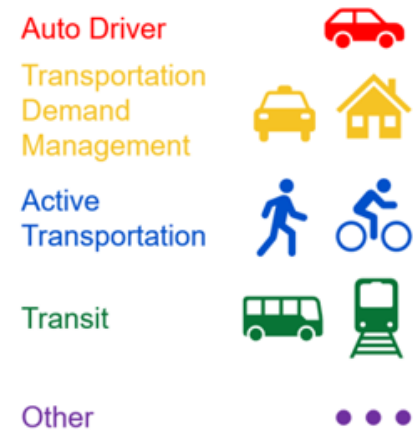 Auto Driver
Transportation
Demand
Management
Active
Transportation
Transit
Other